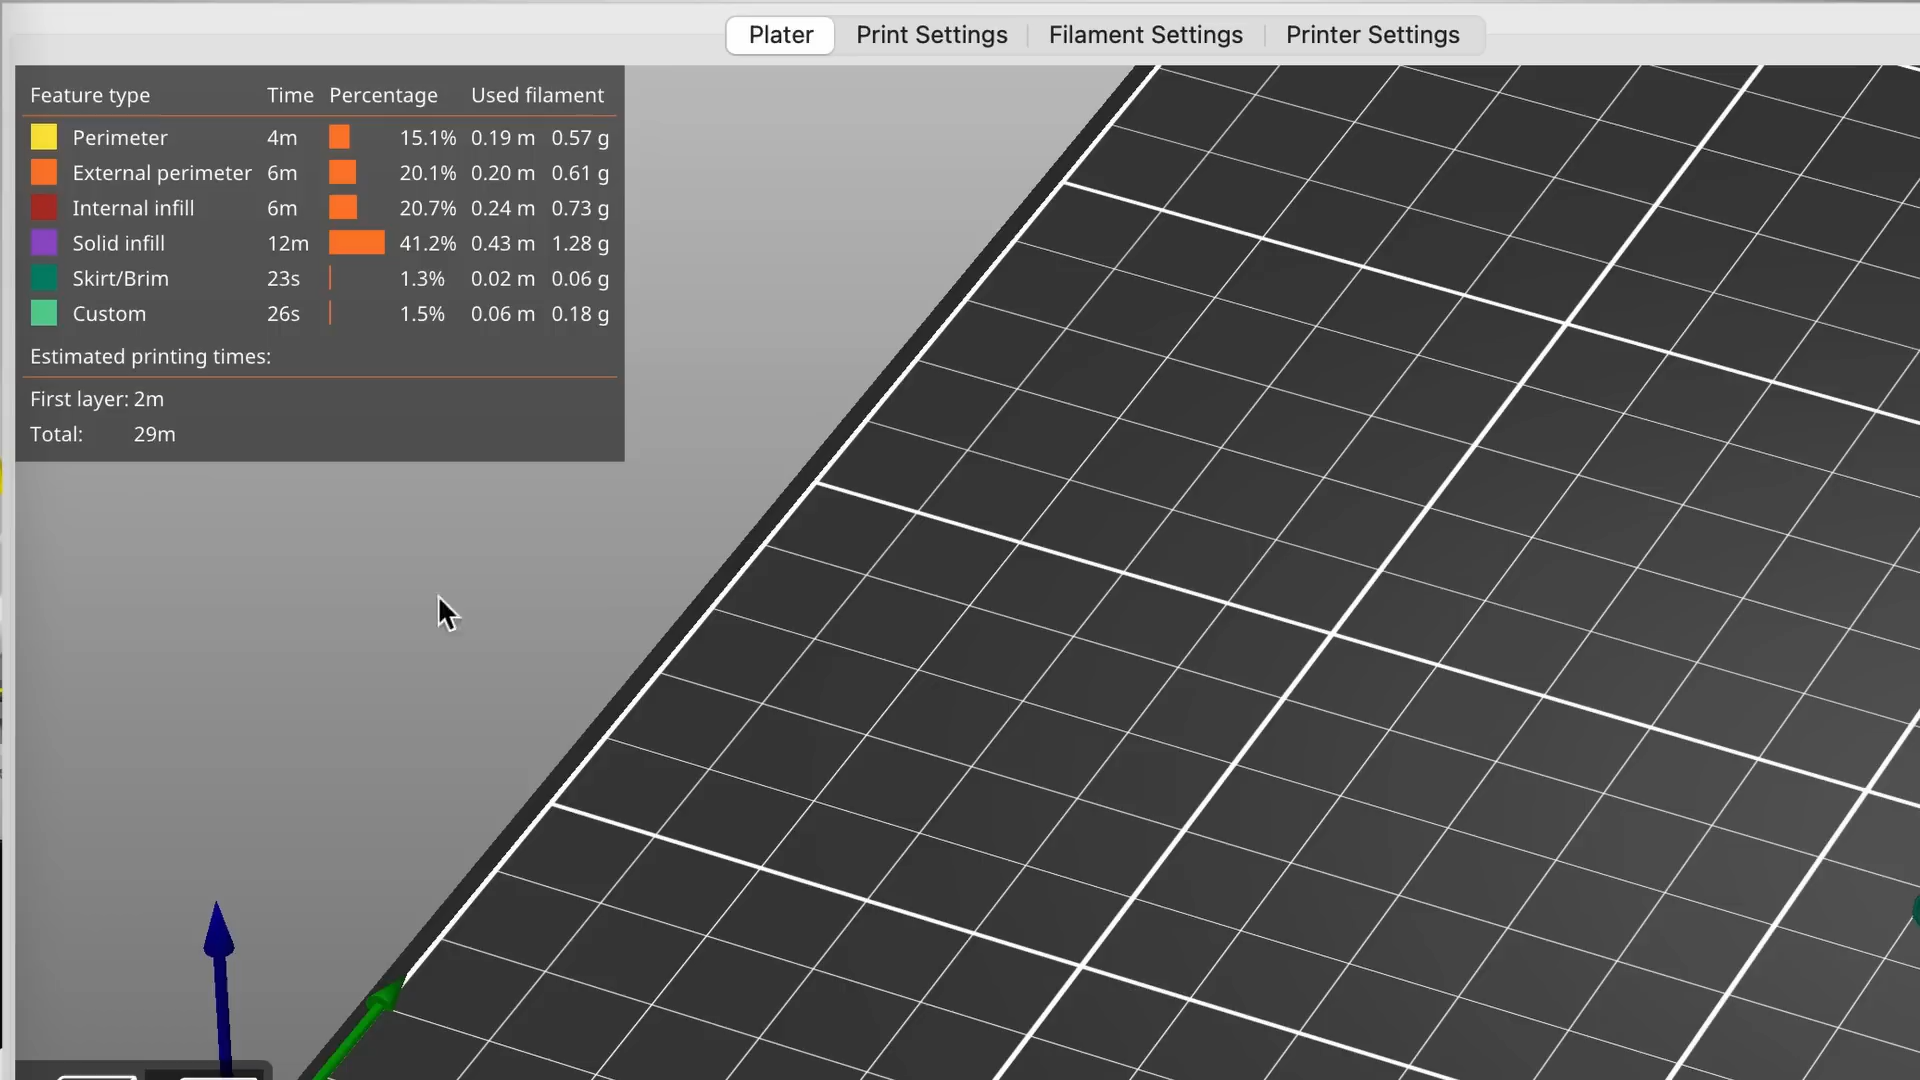 Plater Print Settings Filament Settings Printer Settings
Feature type Time Percentage Used filament
Perimeter 4m 15.1% 0.19 m 0.57 g
External perimeter 6m 20.1% 0.20 m 0.61 g
Internal infill 6m 20.7% 0.24 m 0.73 g
Solid infill 12m 41.2% 0.43 m 1.28 g
Skirt/Brim 23s 1.3% 0.02 m 0.06 g
Custom 26s 1.5% 0.06 m 0.18 g
Estimated printing times:
First layer: 2m
Total: 29m